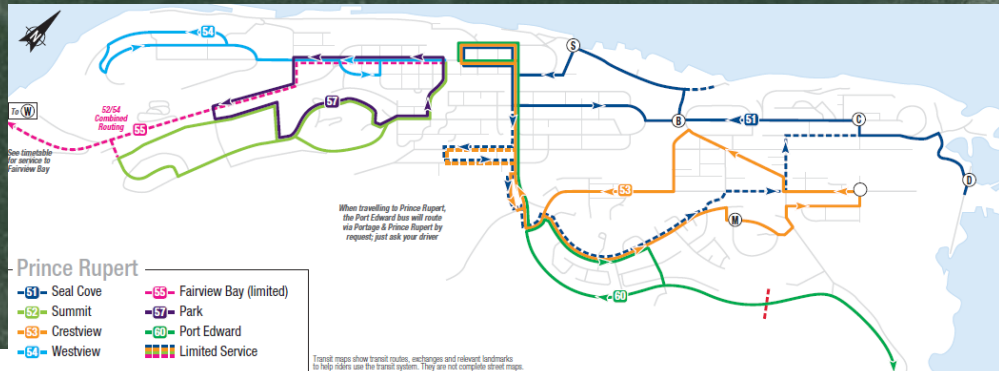 N
54
S
57
To W
52/54
Combined
Routing
55
See timetable
for service to
Fairview Bay
B
51
C
D
53
M
When travelling to Prince Rupert,
the Port Edward bus will route
via Portage & Prince Rupert by
request; just ask your driver
60
Prince Rupert
51 Seal Cove
52 Summit
53 Crestview
54 Westview
55 Fairview Bay (limited)
57 Park
60 Port Edward
Limited Service
Transit maps show transit routes, exchanges and relevant landmarks
to help riders use the transit system. They are not complete street maps.